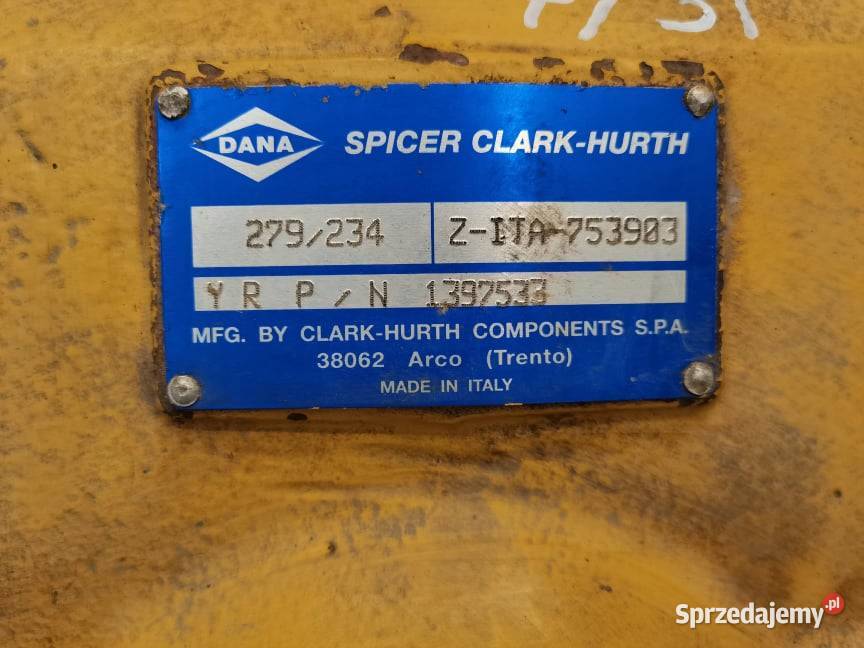 DANA SPICER CLARK-HURTH
279/234 Z-ITA-753903
YR P/N 1397533
MFG. BY CLARK-HURTH COMPONENTS S.P.A.
38062 Arco (Trento)
MADE IN ITALY
Sprzedajemy.pl